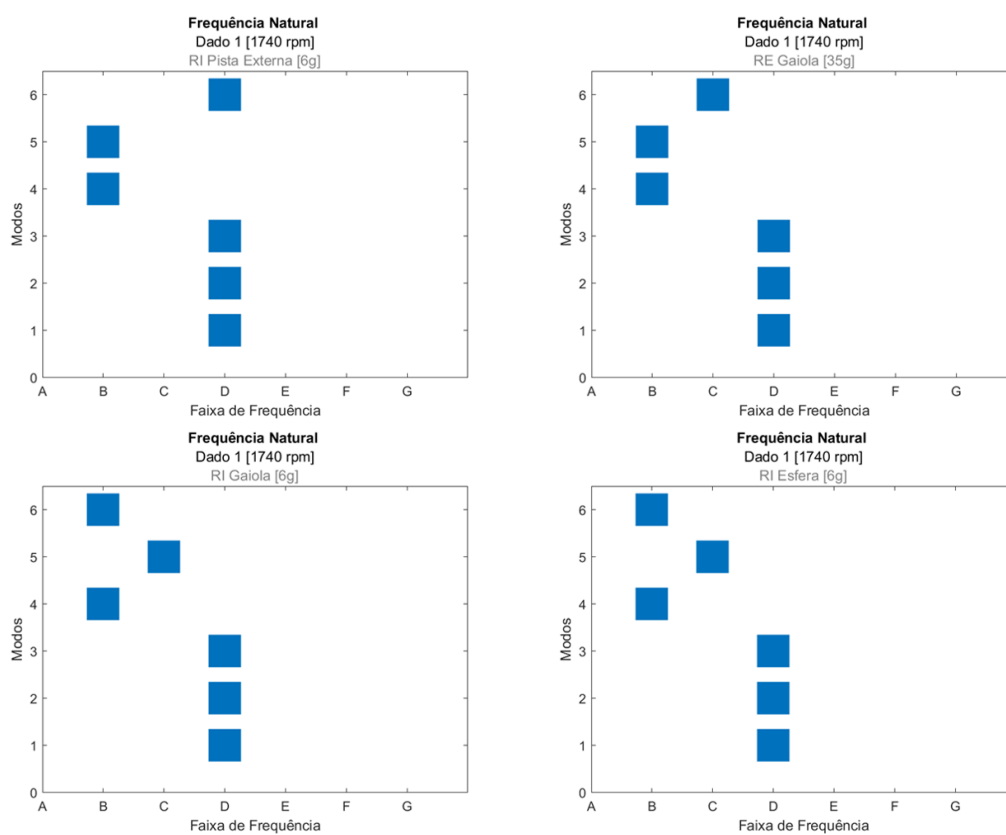 Frequência Natural
Dado 1 [1740 rpm]
RI Pista Externa [6g]
6
5
4
3
2
1
0
Modos
A B C D E F G
Faixa de Frequência
Frequência Natural
Dado 1 [1740 rpm]
RE Gaiola [35g]
6
5
4
3
2
1
0
Modos
A B C D E F G
Faixa de Frequência
Frequência Natural
Dado 1 [1740 rpm]
RI Gaiola [6g]
6
5
4
3
2
1
0
Modos
A B C D E F G
Faixa de Frequência
Frequência Natural
Dado 1 [1740 rpm]
RI Esfera [6g]
6
5
4
3
2
1
0
Modos
A B C D E F G
Faixa de Frequência